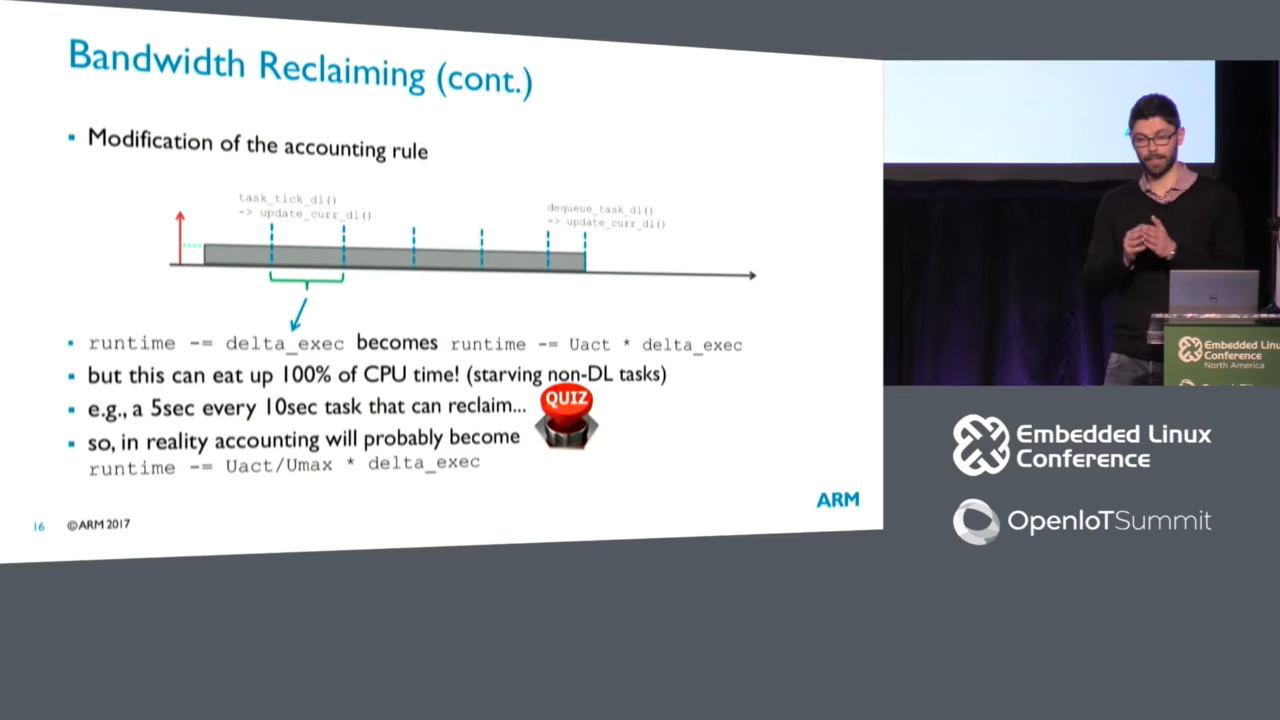 Bandwidth Reclaiming (cont.)
Modification of the accounting rule
task_tick_dl()
-> update_curr_dl()
dequeue_task_dl()
-> update_curr_dl()
runtime -= delta_exec becomes runtime -= Uact * delta_exec
but this can eat up 100% of CPU time! (starving non-DL tasks)
e.g., a 5sec every 10sec task that can reclaim...
QUIZ
so, in reality accounting will probably become
runtime -= Uact/Umax * delta_exec
ARM
16 ©ARM 2017
Embedded Linux
Conference
North America
Embedded Linux
Conference
OpenIoTSummit